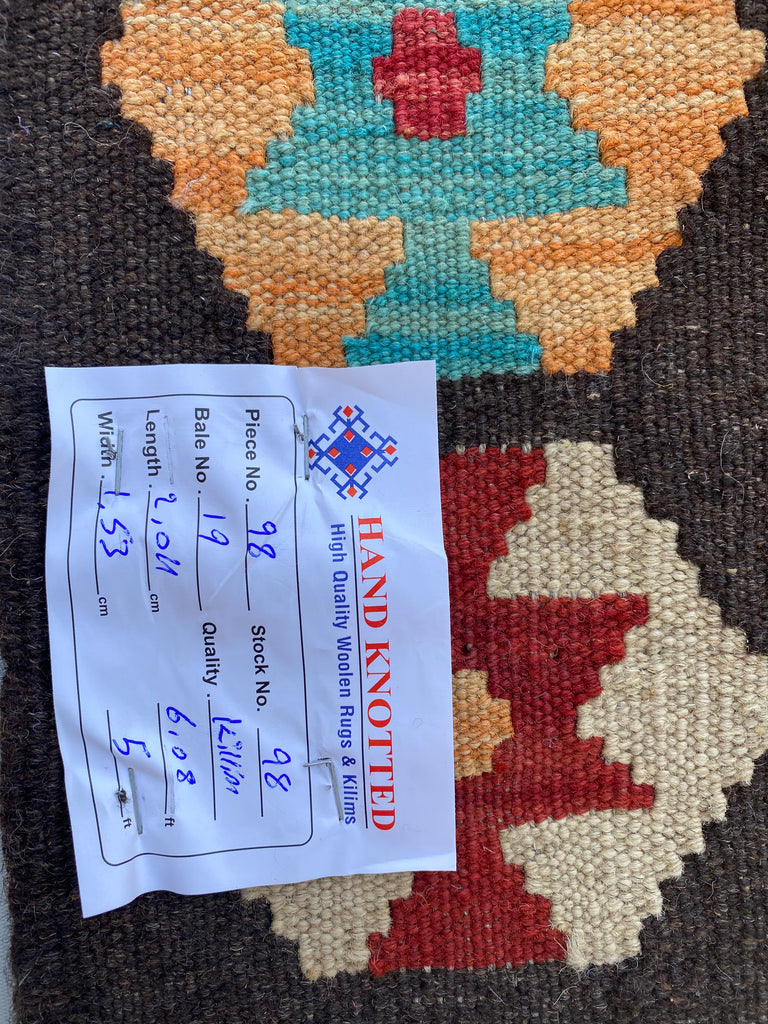 HAND KNOTTED
High Quality Woolen Rugs & Kilims
Piece No. 98 Stock No. 98
Bale No. 19 Quality. killim
Length. 2,04 cm 6.08 ft
Width. 1,53 cm 5 ft